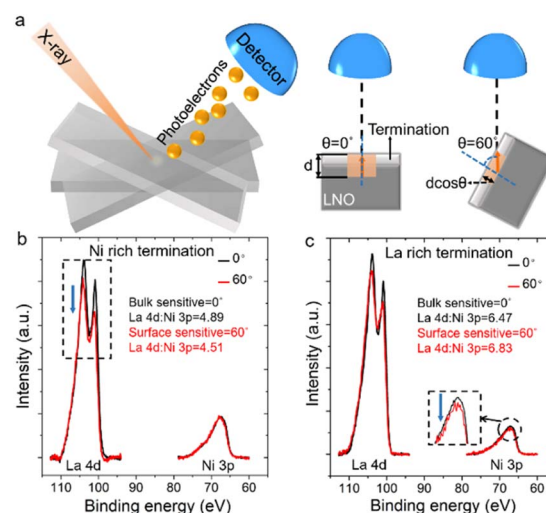 a
X-ray
Photoelectrons
Detector
θ=0°
Termination
d
LNO
θ=60°
dcosθ
b
Ni rich termination
0°
60°
Bulk sensitive=0°
La 4d:Ni 3p=4.89
Surface sensitive=60°
La 4d:Ni 3p=4.51
Intensity (a.u.)
La 4d
Ni 3p
110 100 90 80 70 60
Binding energy (eV)
c
La rich termination
0°
60°
Bulk sensitive=0°
La 4d:Ni 3p=6.47
Surface sensitive=60°
La 4d:Ni 3p=6.83
Intensity (a.u.)
La 4d
Ni 3p
110 100 90 80 70 60
Binding energy (eV)